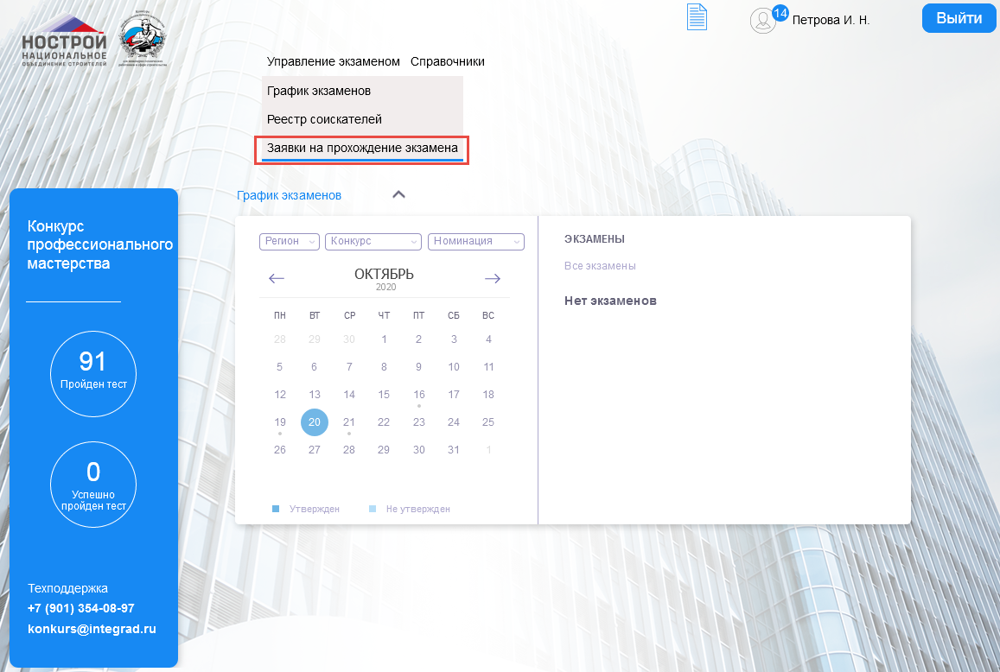 НОСТРОЙ
НАЦИОНАЛЬНОЕ
ОБЪЕДИНЕНИЕ СТРОИТЕЛЕЙ
14
Петрова И. Н.
Выйти
Управление экзаменом Справочники
График экзаменов
Реестр соискателей
Заявки на прохождение экзамена
График экзаменов
Конкурс
профессионального
мастерства
91
Пройден тест
0
Успешно
пройден тест
Техподдержка
+7 (901) 354-08-97
konkurs@integrad.ru
Регион Конкурс Номинация
ОКТЯБРЬ
2020
ПН ВТ СР ЧТ ПТ СБ ВС
28 29 30 1 2 3 4
5 6 7 8 9 10 11
12 13 14 15 16 17 18
19 20 21 22 23 24 25
26 27 28 29 30 31 1
Утвержден Не утвержден
ЭКЗАМЕНЫ
Все экзамены
Нет экзаменов